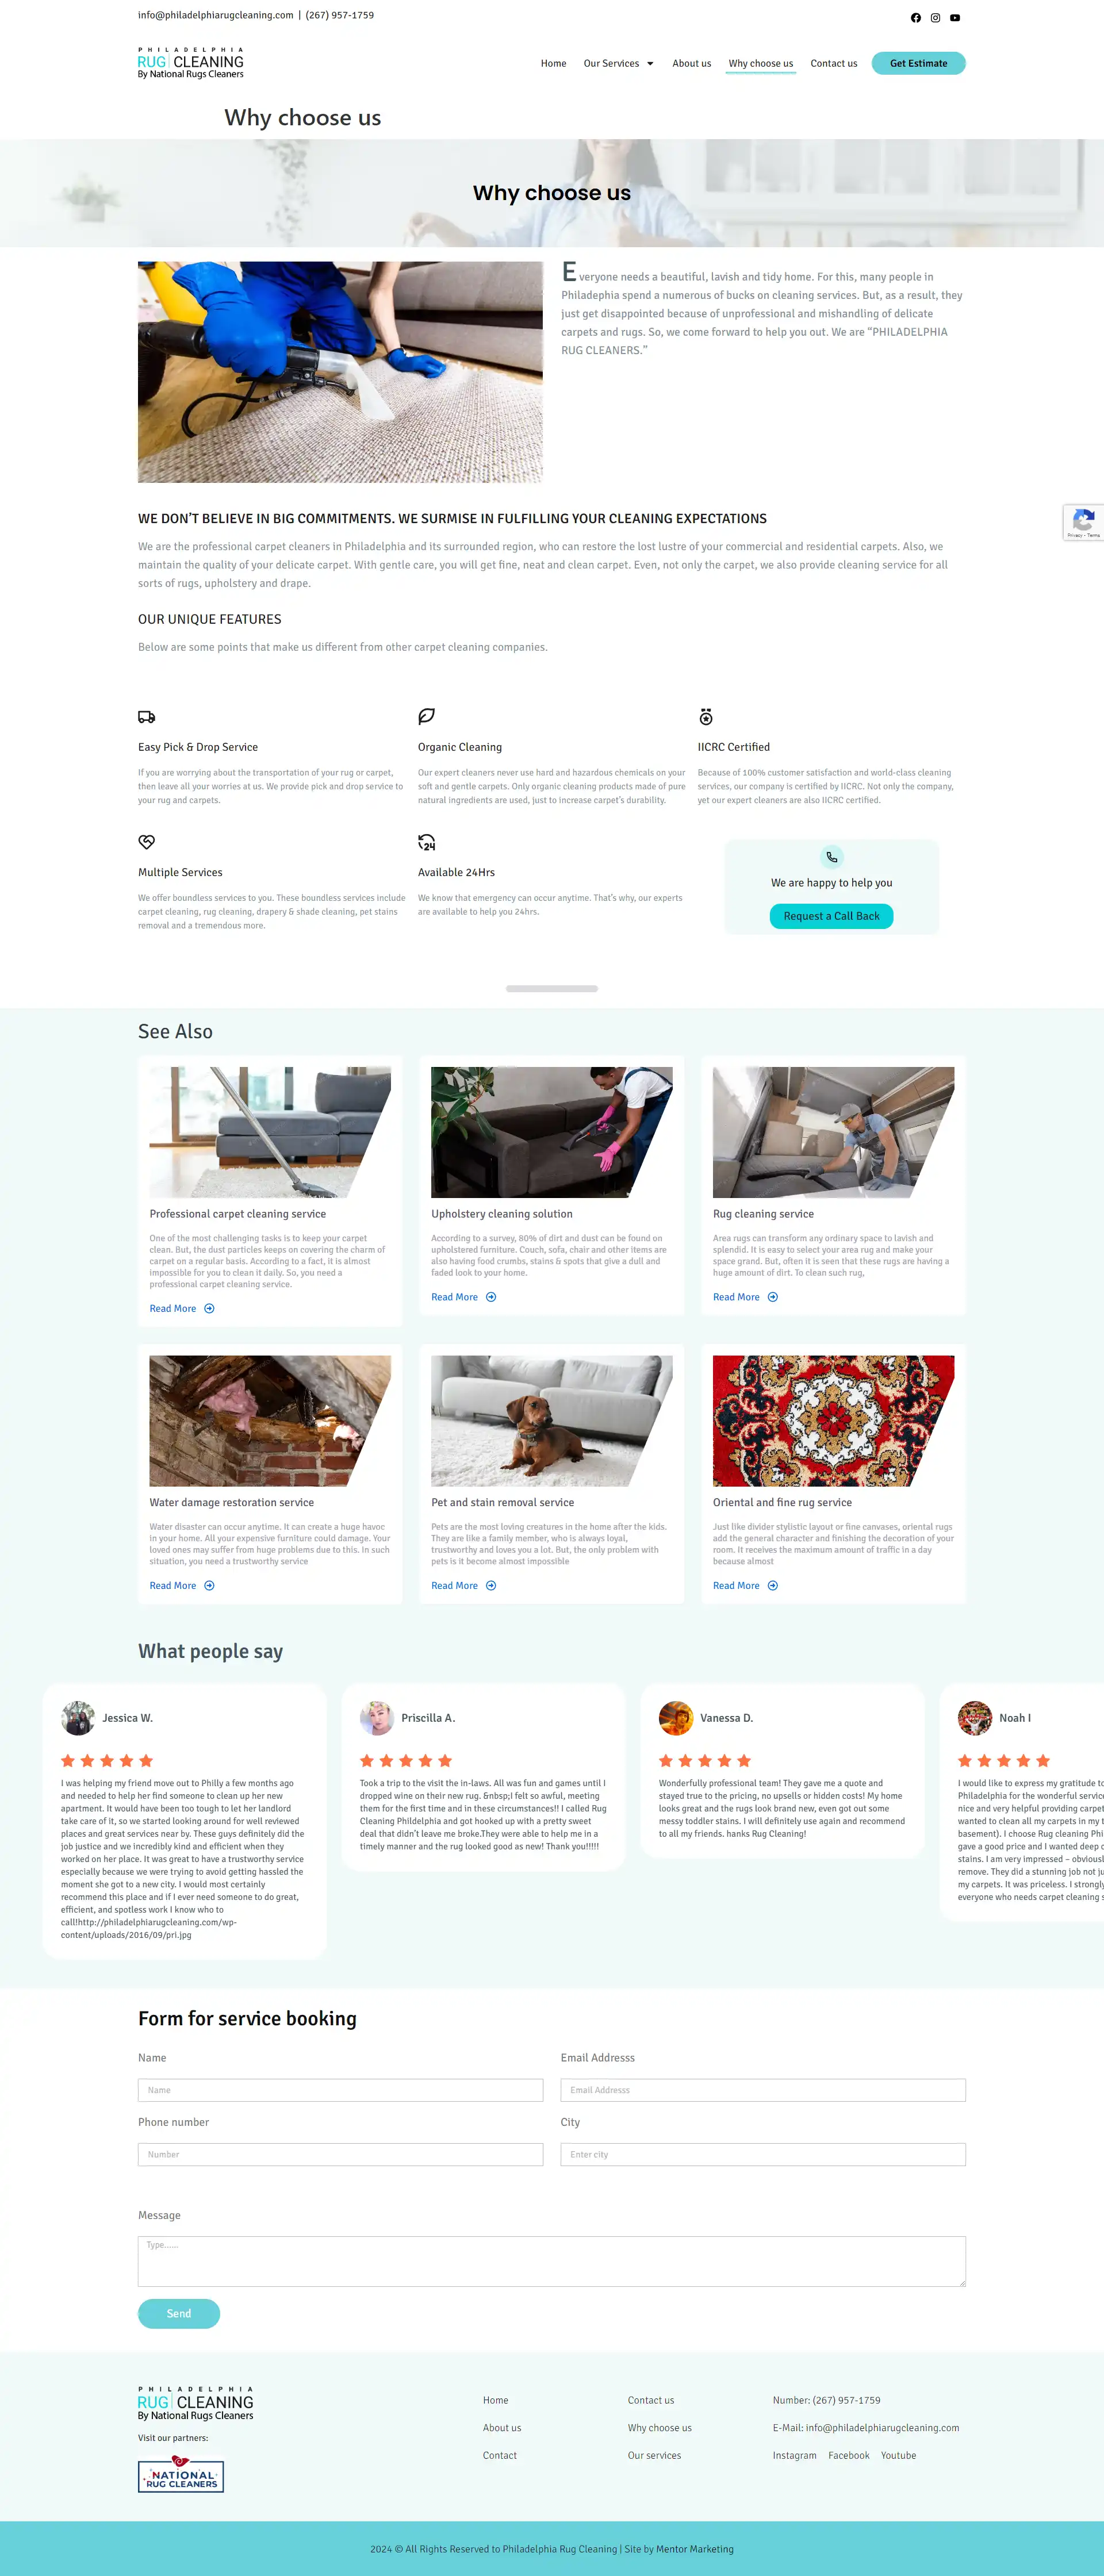 info@philadelphiarugcleaning.com | (267) 957-1759
PHILADELPHIA
RUG CLEANING
By National Rugs Cleaners
Home
Our Services
About us
Why choose us
Contact us
Get Estimate
Why choose us
Why choose us
Everyone needs a beautiful, lavish and tidy home. For this, many people in
Philadephia spend a numerous of bucks on cleaning services. But, as a result, they
just get disappointed because of unprofessional and mishandling of delicate
carpets and rugs. So, we come forward to help you out. We are “PHILADELPHIA
RUG CLEANERS.”
Privacy - Terms
WE DON’T BELIEVE IN BIG COMMITMENTS. WE SURMISE IN FULFILLING YOUR CLEANING EXPECTATIONS
We are the professional carpet cleaners in Philadelphia and its surrounded region, who can restore the lost lustre of your commercial and residential carpets. Also, we
maintain the quality of your delicate carpet. With gentle care, you will get fine, neat and clean carpet. Even, not only the carpet, we also provide cleaning service for all
sorts of rugs, upholstery and drape.
OUR UNIQUE FEATURES
Below are some points that make us different from other carpet cleaning companies.
Easy Pick & Drop Service
If you are worrying about the transportation of your rug or carpet,
then leave all your worries at us. We provide pick and drop service to
your rug and carpets.
Organic Cleaning
Our expert cleaners never use hard and hazardous chemicals on your
soft and gentle carpets. Only organic cleaning products made of pure
natural ingredients are used, just to increase carpet’s durability.
IICRC Certified
Because of 100% customer satisfaction and world-class cleaning
services, our company is certified by IICRC. Not only the company,
yet our expert cleaners are also IICRC certified.
Multiple Services
We offer boundless services to you. These boundless services include
carpet cleaning, rug cleaning, drapery & shade cleaning, pet stains
removal and a tremendous more.
24
Available 24Hrs
We know that emergency can occur anytime. That’s why, our experts
are available to help you 24hrs.
We are happy to help you
Request a Call Back
See Also
Professional carpet cleaning service
One of the most challenging tasks is to keep your carpet
clean. But, the dust particles keeps on covering the charm of
carpet on a regular basis. According to a fact, it is almost
impossible for you to clean it daily. So, you need a
professional carpet cleaning service.
Read More
Upholstery cleaning solution
According to a survey, 80% of dirt and dust can be found on
upholstered furniture. Couch, sofa, chair and other items are
also having food crumbs, stains & spots that give a dull and
faded look to your home.
Read More
Rug cleaning service
Area rugs can transform any ordinary space to lavish and
splendid. It is easy to select your area rug and make your
space grand. But, often it is seen that these rugs are having a
huge amount of dirt. To clean such rug,
Read More
Water damage restoration service
Water disaster can occur anytime. It can create a huge havoc
in your home. All your expensive furniture could damage. Your
loved ones may suffer from huge problems due to this. In such
situation, you need a trustworthy service
Read More
Pet and stain removal service
Pets are the most loving creatures in the home after the kids.
They are like a family member, who is always loyal,
trustworthy and loves you a lot. But, the only problem with
pets is it become almost impossible
Read More
Oriental and fine rug service
Just like divider stylistic layout or fine canvases, oriental rugs
add the general character and finishing the decoration of your
room. It receives the maximum amount of traffic in a day
because almost
Read More
What people say
Jessica W.
I was helping my friend move out to Philly a few months ago
and needed to help her find someone to clean up her new
apartment. It would have been too tough to let her landlord
take care of it, so we started looking around for well reviewed
places and great services near by. These guys definitely did the
job justice and we incredibly kind and efficient when they
worked on her place. It was great to have a trustworthy service
especially because we were trying to avoid getting hassled the
moment she got to a new city. I would most certainly
recommend this place and if I ever need someone to do great,
efficient, and spotless work I know who to
call!http://philadelphiarugcleaning.com/wp-
content/uploads/2016/09/pri.jpg
Priscilla A.
Took a trip to the visit the in-laws. All was fun and games until I
dropped wine on their new rug. &nbsp;I felt so awful, meeting
them for the first time and in these circumstances!! I called Rug
Cleaning Phildelphia and got hooked up with a pretty sweet
deal that didn’t leave me broke.They were able to help me in a
timely manner and the rug looked good as new! Thank you!!!!!
Vanessa D.
Wonderfully professional team! They gave me a quote and
stayed true to the pricing, no upsells or hidden costs! My home
looks great and the rugs look brand new, even got out some
messy toddler stains. I will definitely use again and recommend
to all my friends. hanks Rug Cleaning!
Noah I
I would like to express my gratitude to
Philadelphia for the wonderful service
nice and very helpful providing carpet
wanted to clean all my carpets in my t
basement). I choose Rug cleaning Phi
gave a good price and I wanted deep c
stains. I am very impressed – obvious
remove. They did a stunning job not ju
my carpets. It was priceless. I strongly
everyone who needs carpet cleaning s
Form for service booking
Name
Name
Email Addresss
Email Addresss
Phone number
Number
City
Enter city
Message
Type......
Send
PHILADELPHIA
RUG CLEANING
By National Rugs Cleaners
Visit our partners:
NATIONAL
RUG CLEANERS
Home
About us
Contact
Contact us
Why choose us
Our services
Number: (267) 957-1759
E-Mail: info@philadelphiarugcleaning.com
Instagram Facebook Youtube
2024 © All Rights Reserved to Philadelphia Rug Cleaning | Site by Mentor Marketing